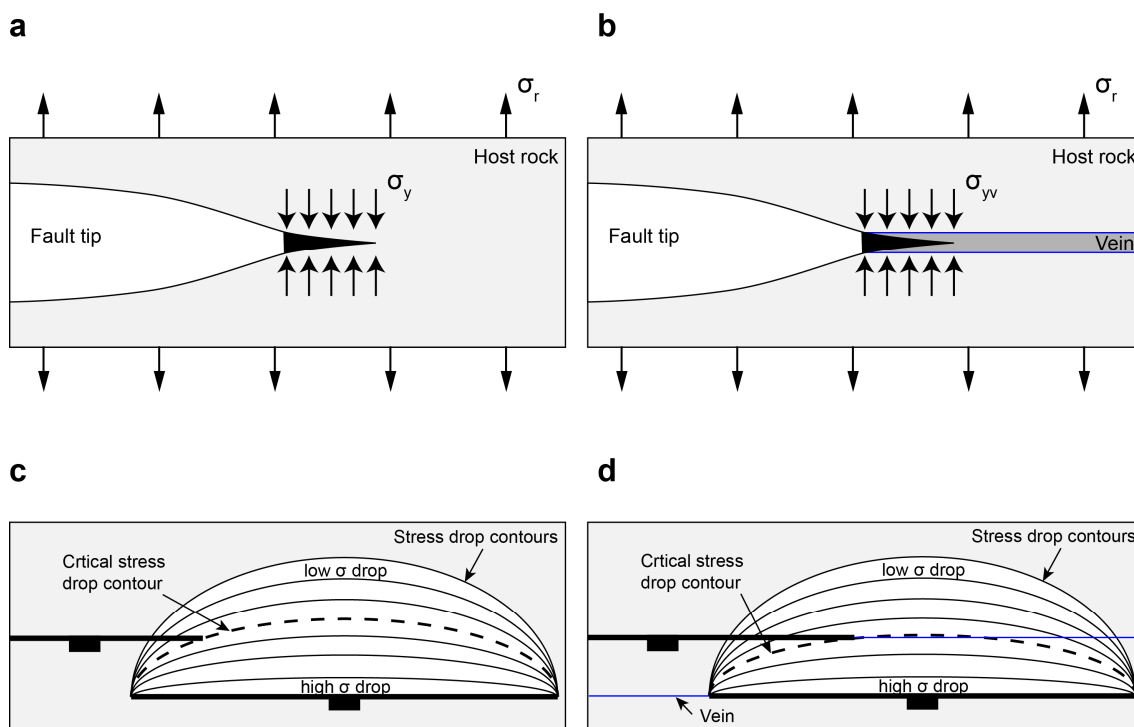 a
σr
Host rock
σy
Fault tip
b
σr
Host rock
σyv
Fault tip
Vein
c
Stress drop contours
Crtical stress
drop contour
low σ drop
high σ drop
d
Stress drop contours
Crtical stress
drop contour
low σ drop
high σ drop
Vein